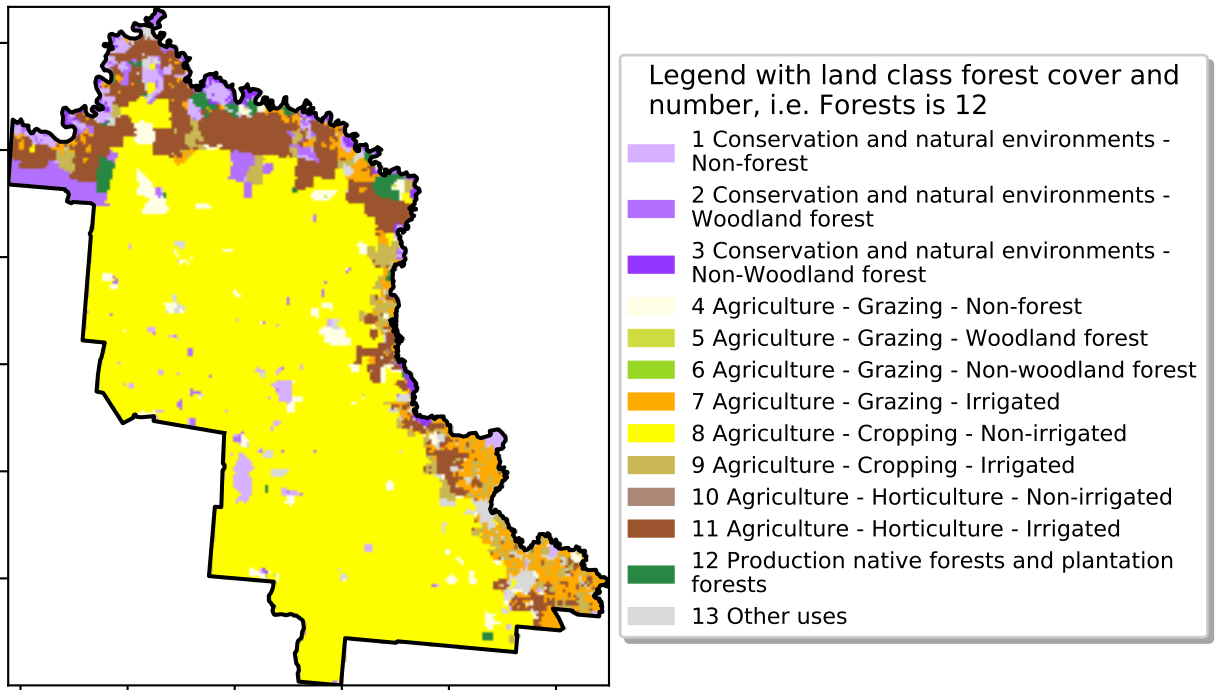 Legend with land class forest cover and
number, i.e. Forests is 12
1 Conservation and natural environments -
Non-forest
2 Conservation and natural environments -
Woodland forest
3 Conservation and natural environments -
Non-Woodland forest
4 Agriculture - Grazing - Non-forest
5 Agriculture - Grazing - Woodland forest
6 Agriculture - Grazing - Non-woodland forest
7 Agriculture - Grazing - Irrigated
8 Agriculture - Cropping - Non-irrigated
9 Agriculture - Cropping - Irrigated
10 Agriculture - Horticulture - Non-irrigated
11 Agriculture - Horticulture - Irrigated
12 Production native forests and plantation
forests
13 Other uses